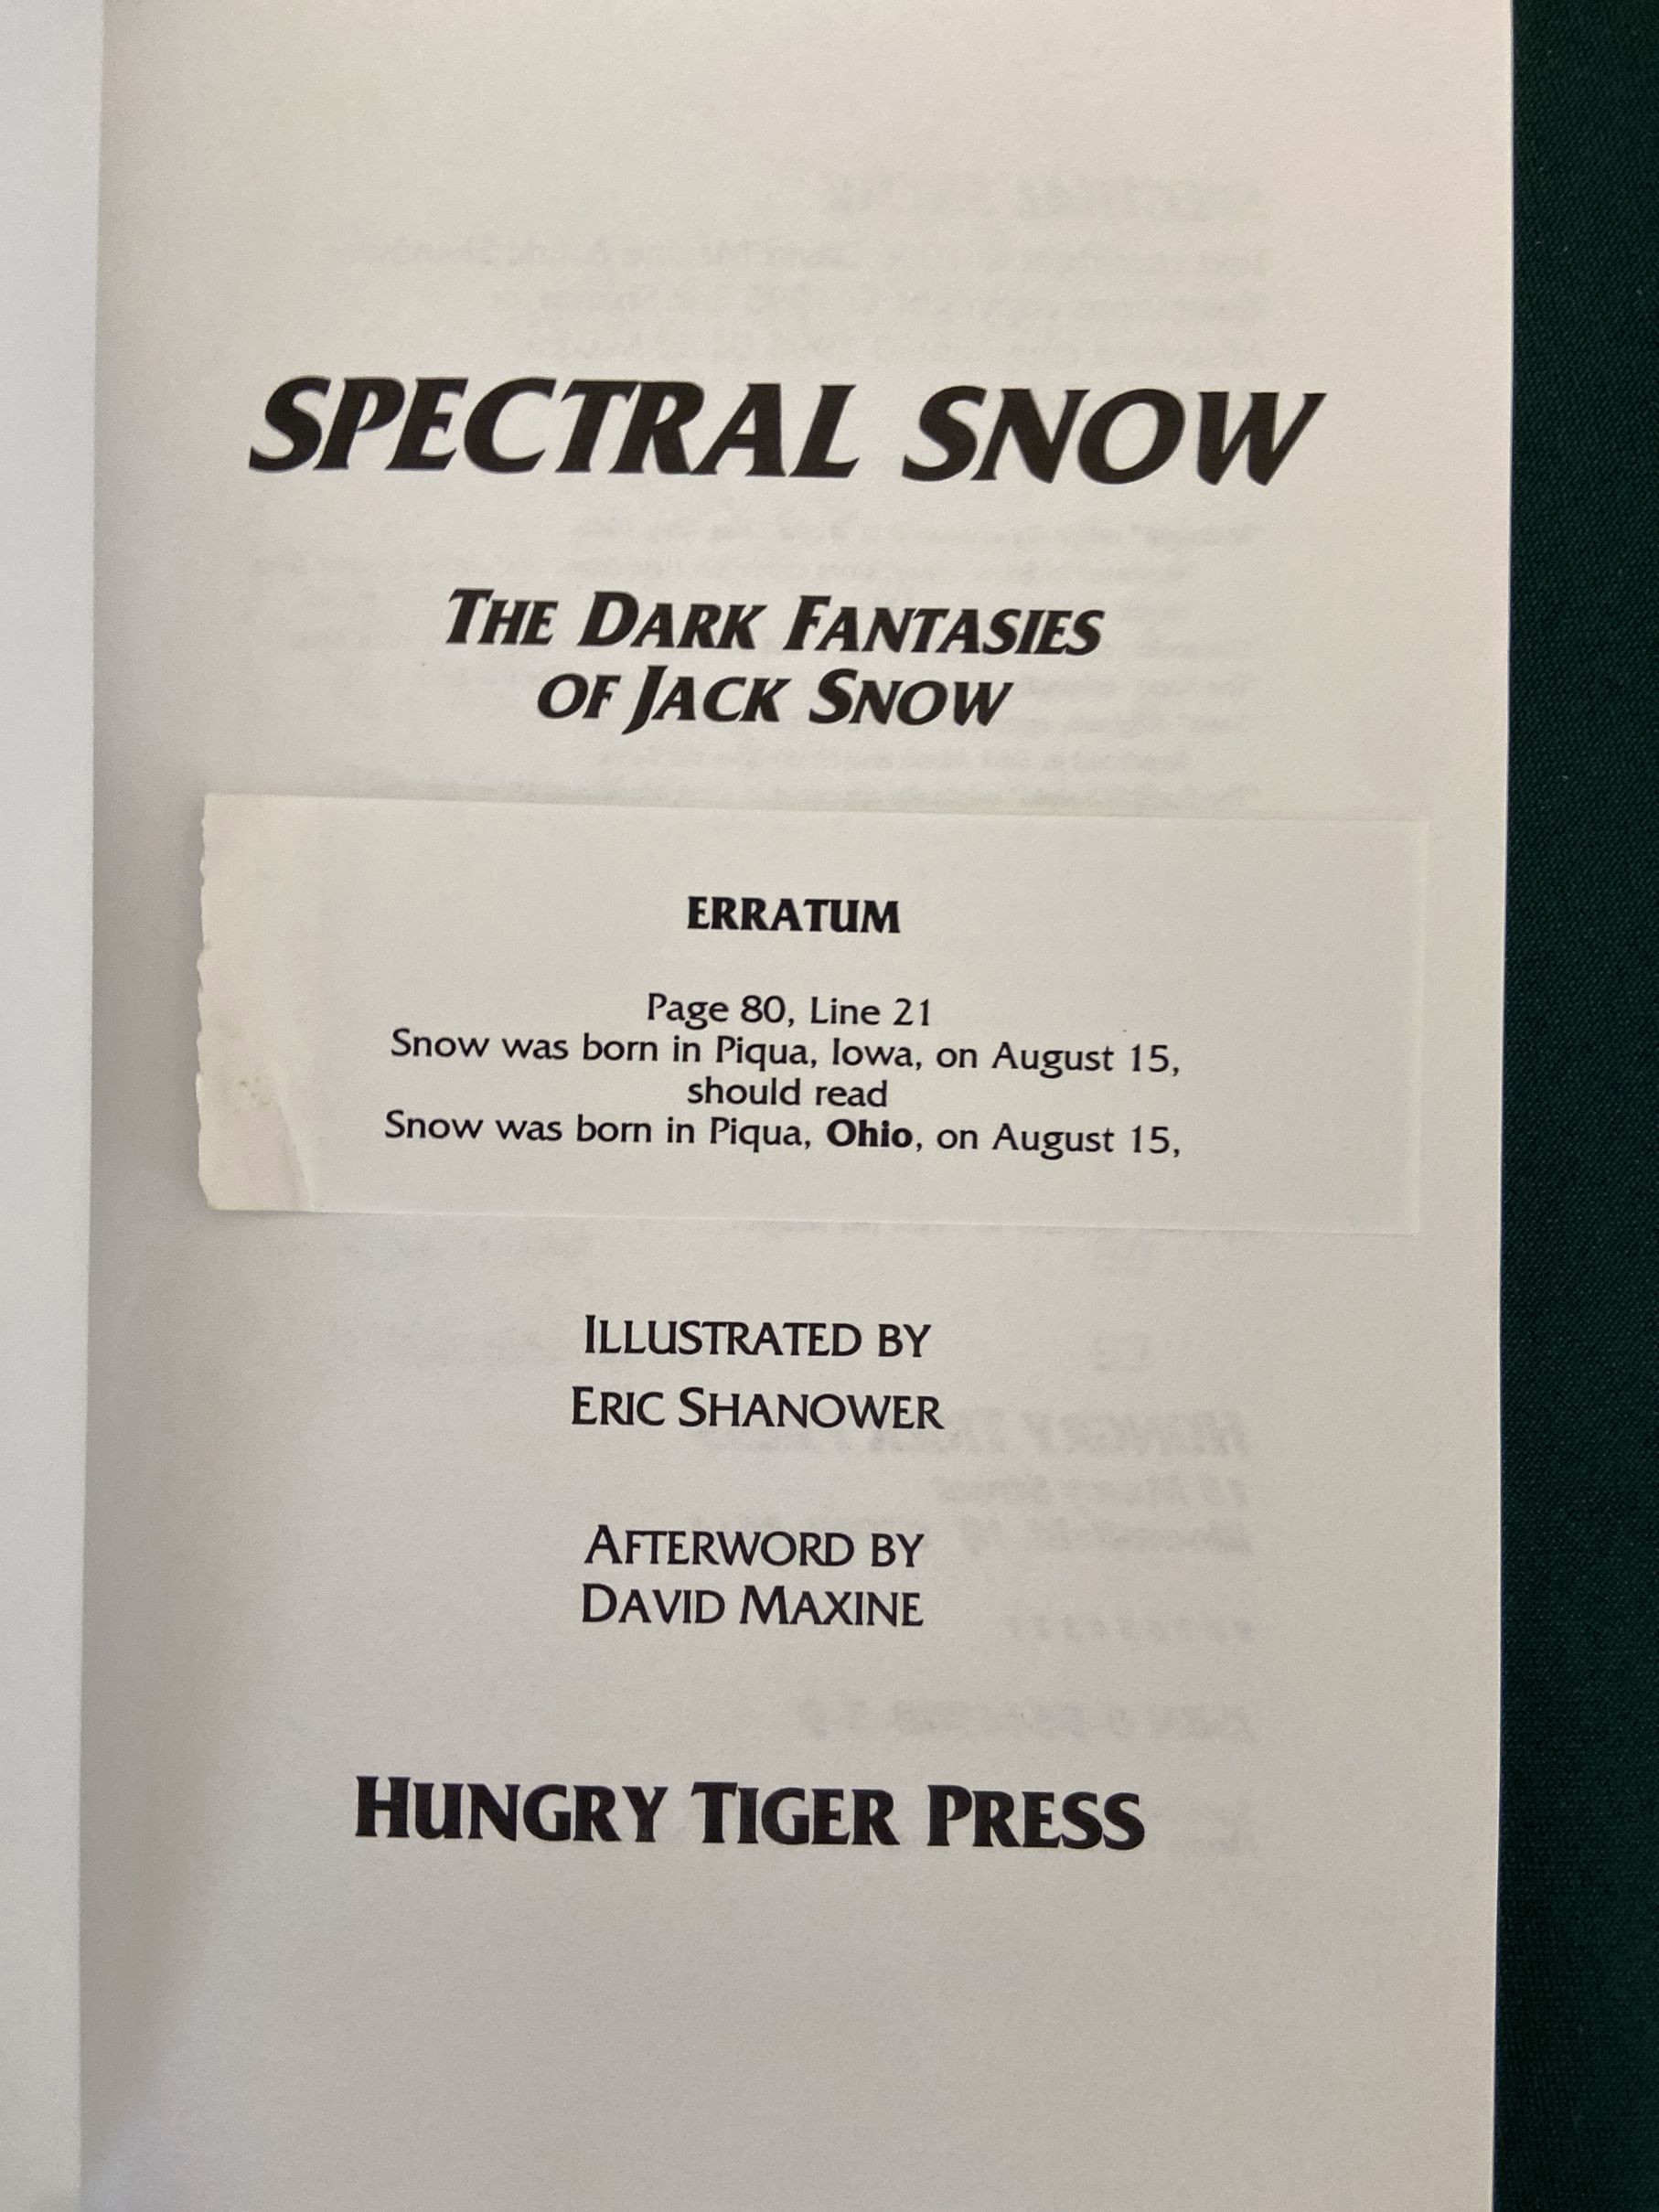 SPECTRAL SNOW
THE DARK FANTASIES
OF JACK SNOW
ERRATUM
Page 80, Line 21
Snow was born in Piqua, Iowa, on August 15,
should read
Snow was born in Piqua, Ohio, on August 15,
ILLUSTRATED BY
ERIC SHANOWER
AFTERWORD BY
DAVID MAXINE
HUNGRY TIGER PRESS